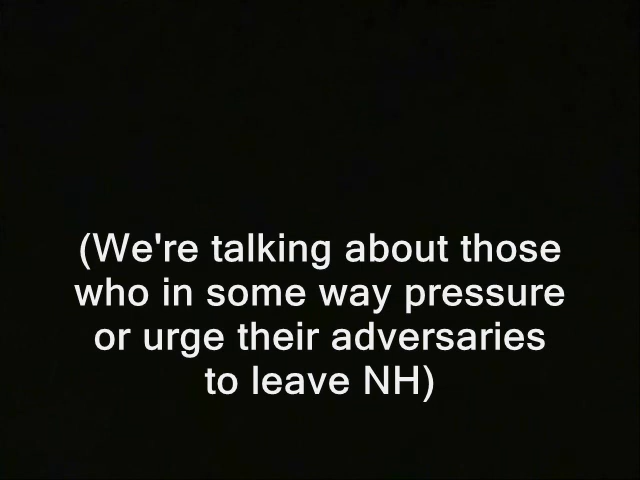 (We're talking about those
who in some way pressure
or urge their adversaries
to leave NH)